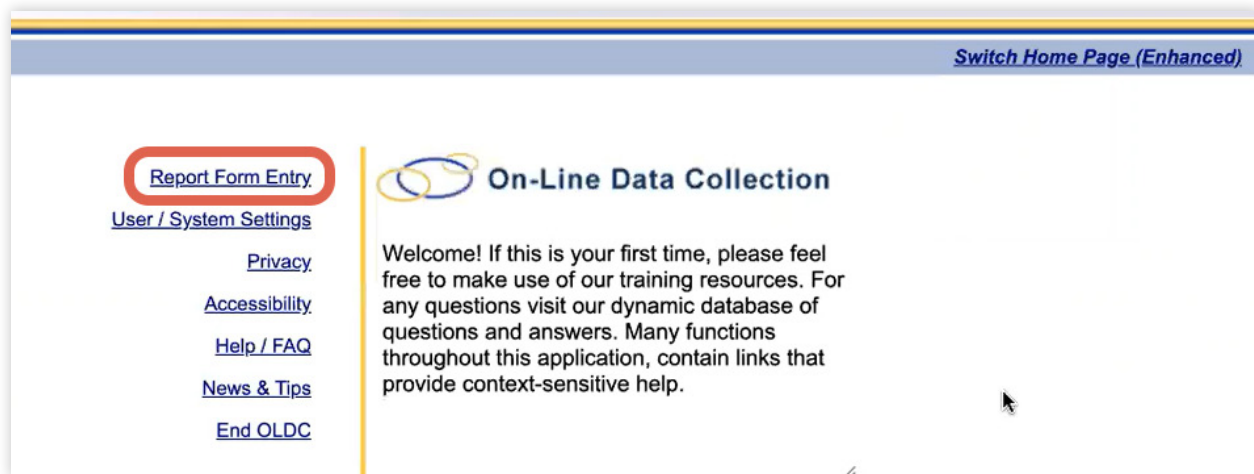 Switch Home Page (Enhanced)
Report Form Entry
User / System Settings
Privacy
Accessibility
Help / FAQ
News & Tips
End OLDC
On-Line Data Collection
Welcome! If this is your first time, please feel
free to make use of our training resources. For
any questions visit our dynamic database of
questions and answers. Many functions
throughout this application, contain links that
provide context-sensitive help.